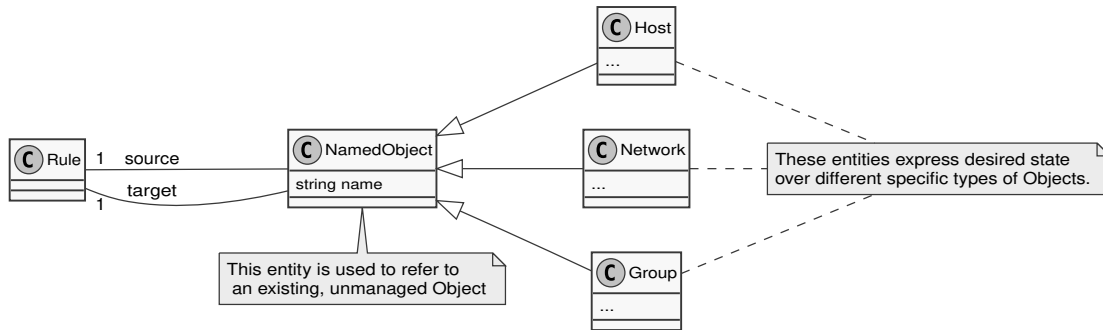 C Host
...
C Rule
1 source
target
1
C NamedObject
string name
C Network
...
These entities express desired state
over different specific types of Objects.
This entity is used to refer to
an existing, unmanaged Object
C Group
...